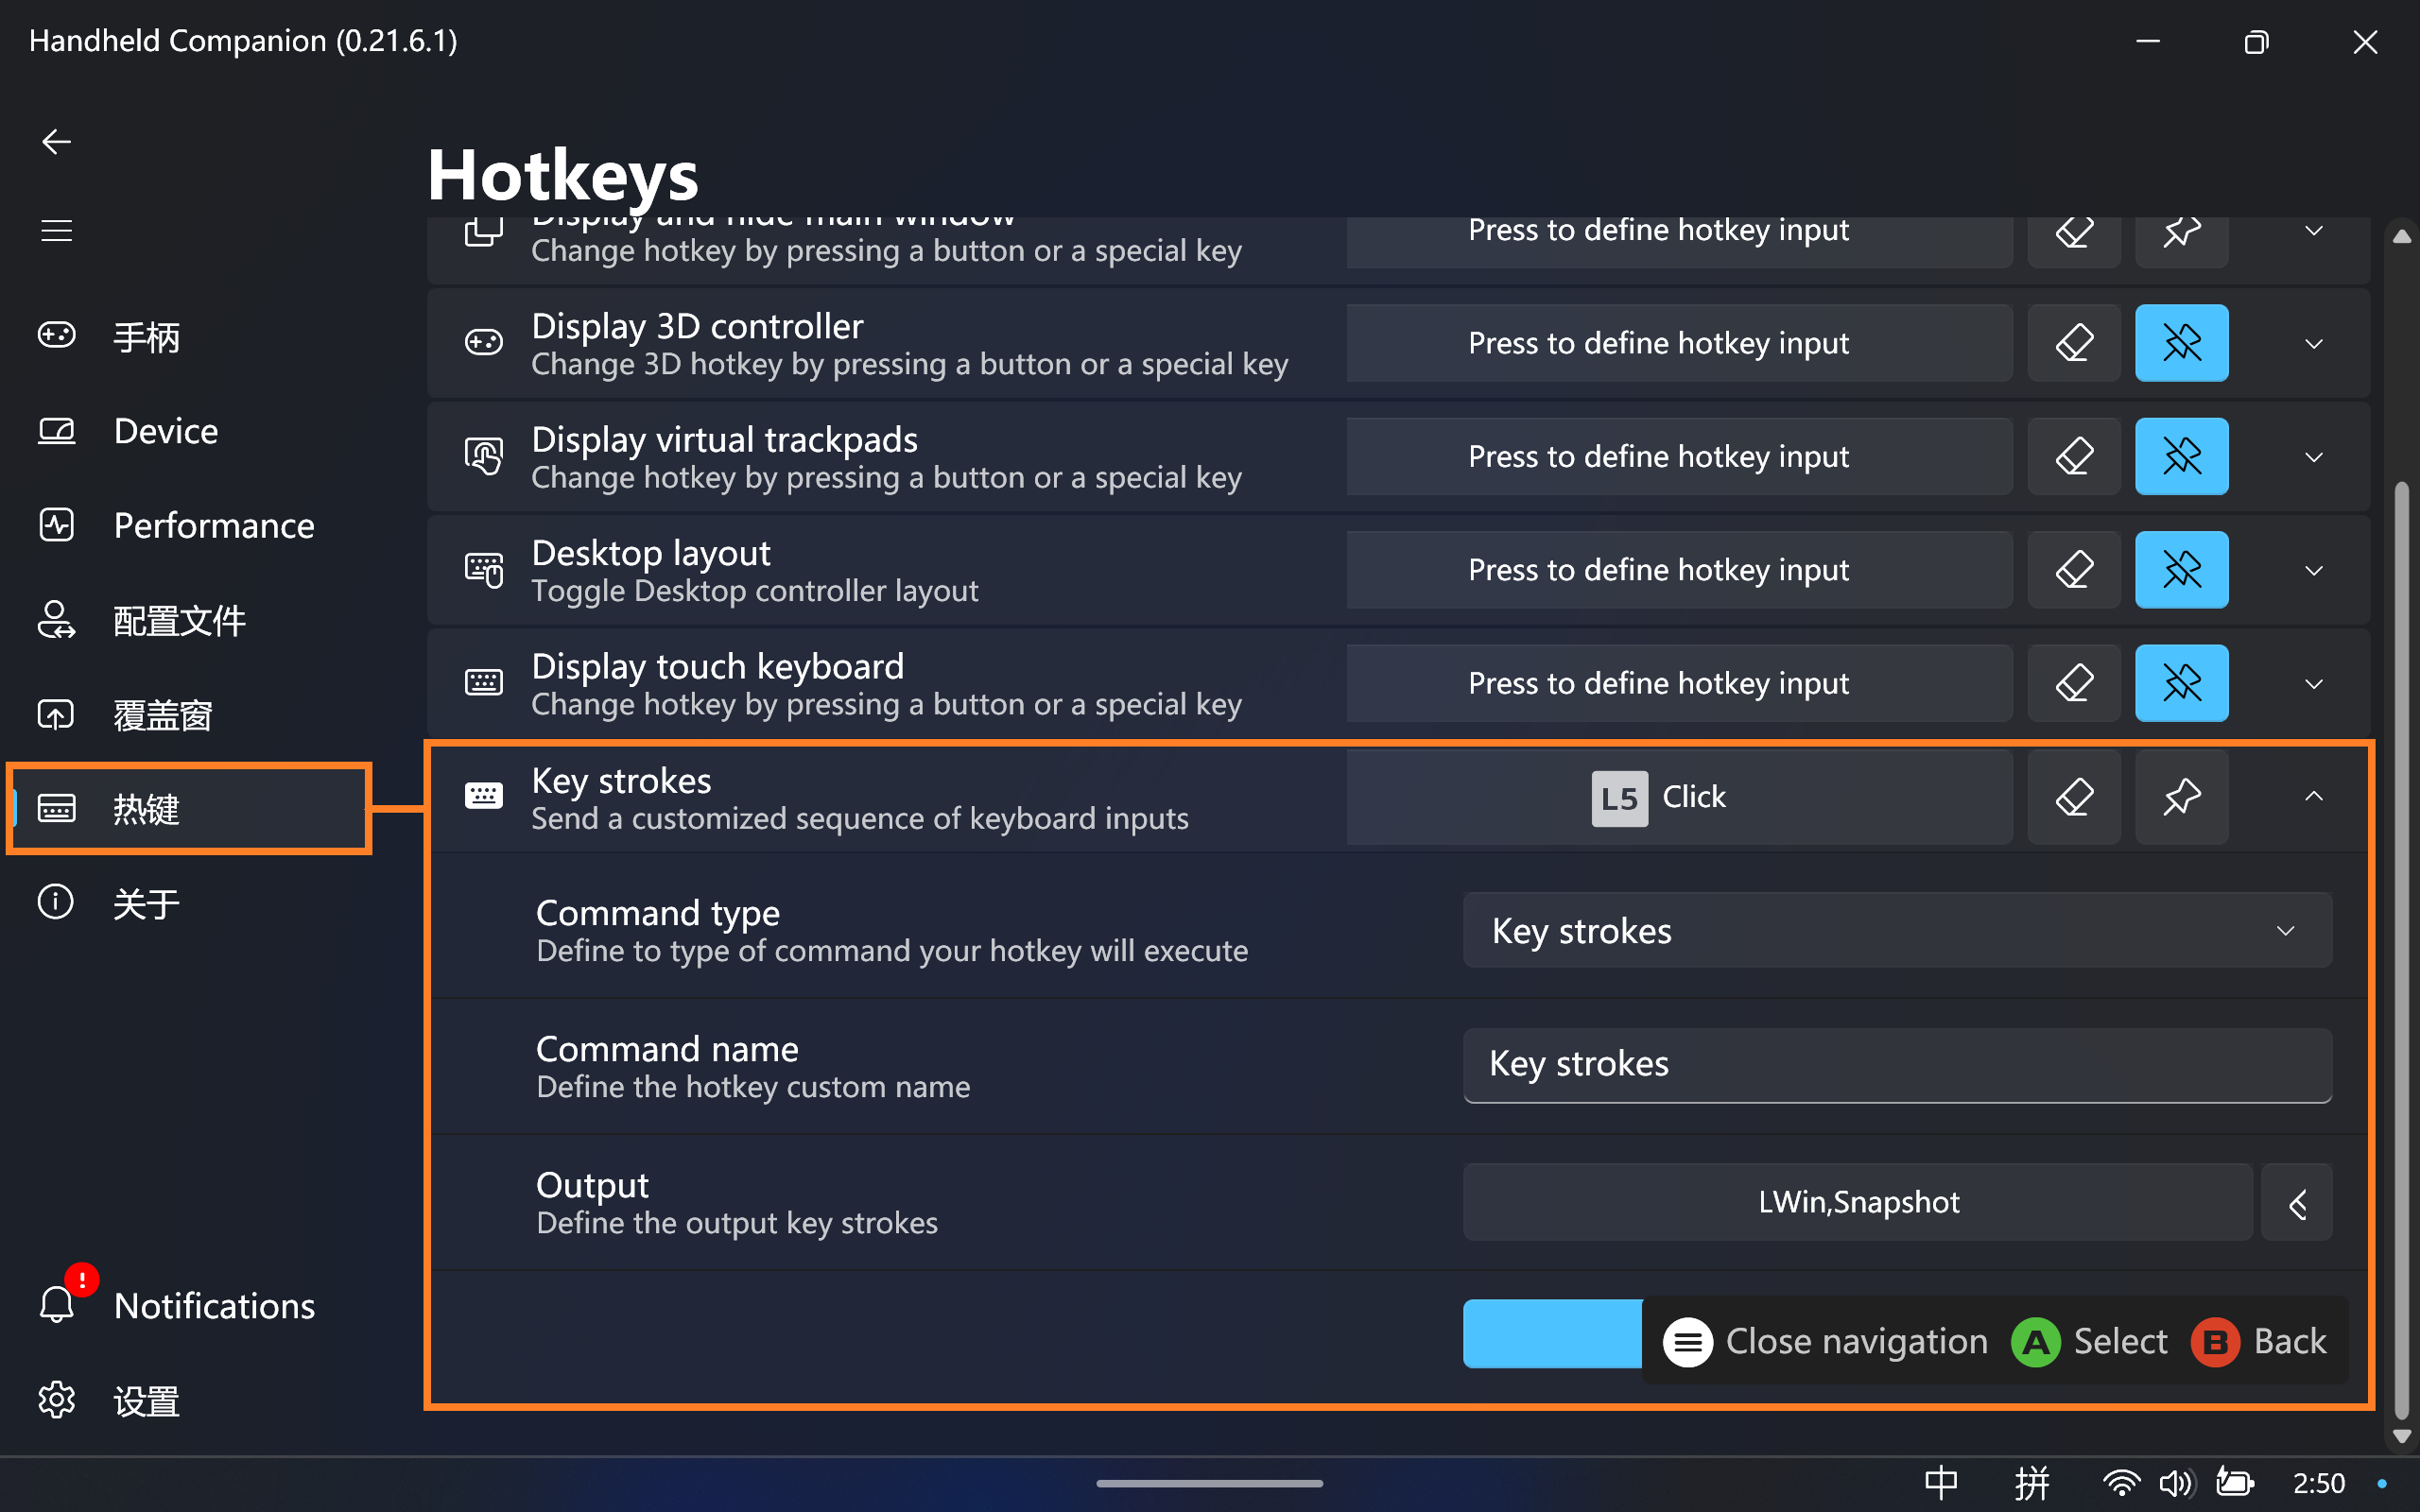 Handheld Companion (0.21.6.1)
Hotkeys
手柄
Device
Performance
配置文件
覆盖窗
热键
关于
Notifications
设置
Display and hide main window
Change hotkey by pressing a button or a special key
Press to define hotkey input
Display 3D controller
Change 3D hotkey by pressing a button or a special key
Press to define hotkey input
Display virtual trackpads
Change hotkey by pressing a button or a special key
Press to define hotkey input
Desktop layout
Toggle Desktop controller layout
Press to define hotkey input
Display touch keyboard
Change hotkey by pressing a button or a special key
Press to define hotkey input
Key strokes
Send a customized sequence of keyboard inputs
L5 Click
Command type
Define to type of command your hotkey will execute
Key strokes
Command name
Define the hotkey custom name
Key strokes
Output
Define the output key strokes
LWin,Snapshot
Close navigation A Select B Back
中 拼 2:50